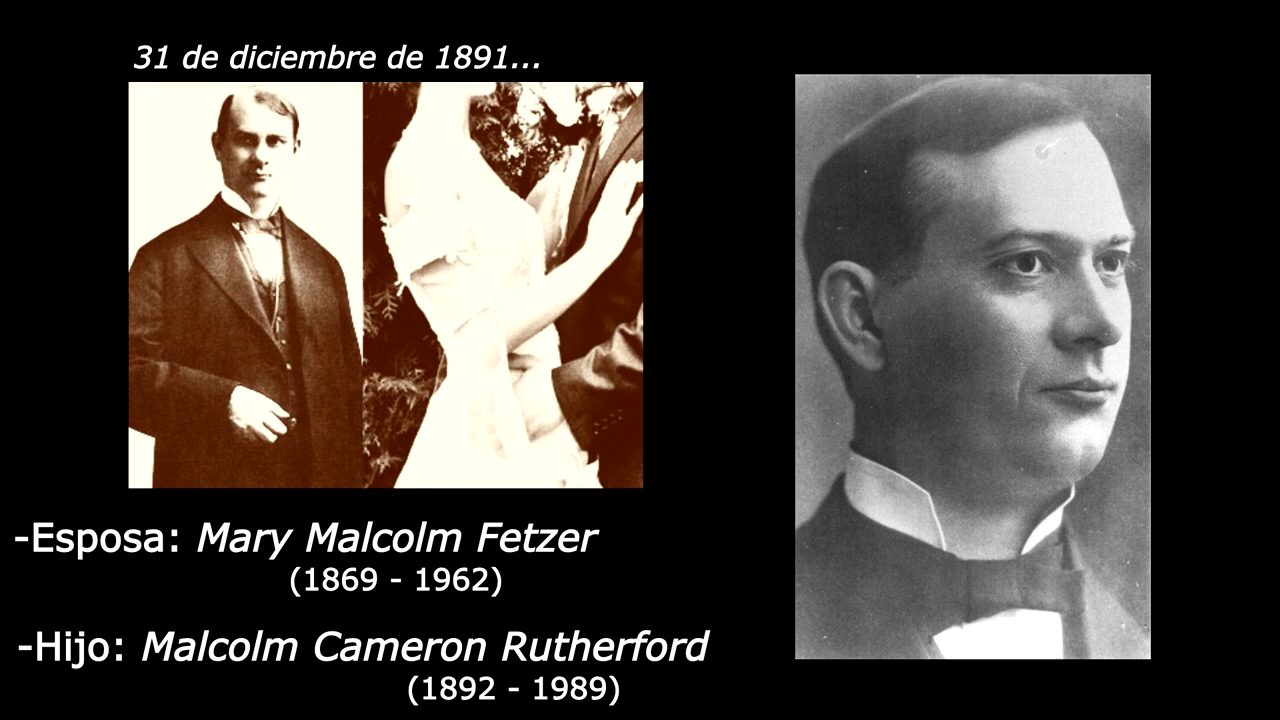 31 de diciembre de 1891...
-Esposa: Mary Malcolm Fetzer
(1869 - 1962)
-Hijo: Malcolm Cameron Rutherford
(1892 - 1989)